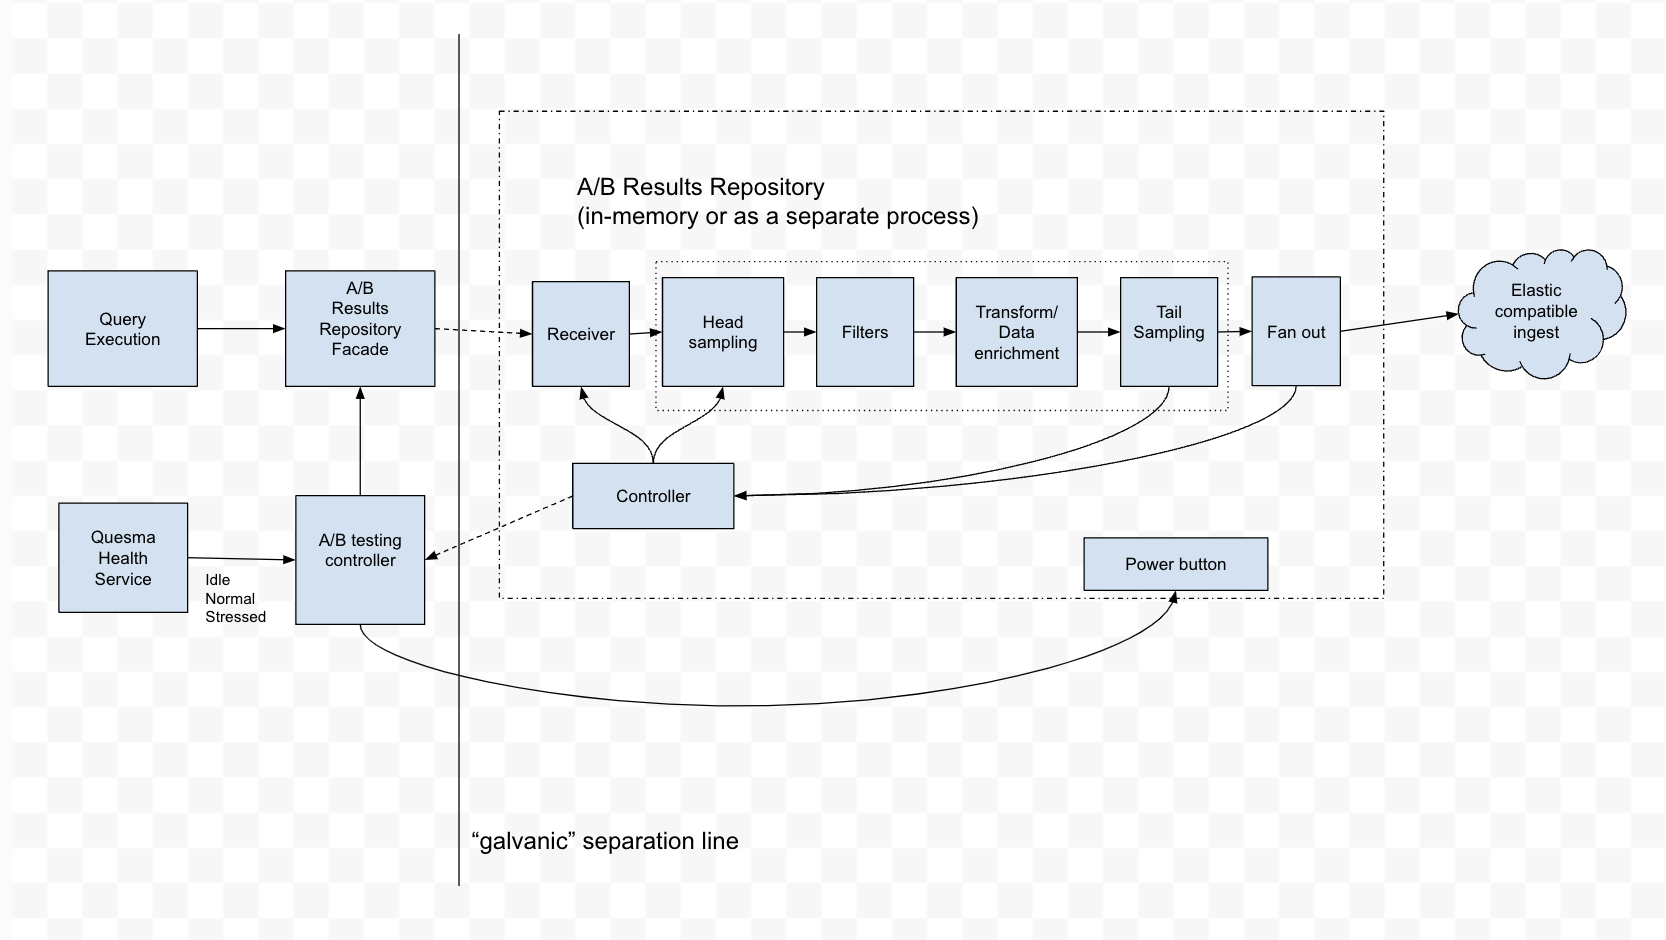 A/B Results Repository
(in-memory or as a separate process)
Query
Execution
A/B
Results
Repository
Facade
Receiver
Head
sampling
Filters
Transform/
Data
enrichment
Tail
Sampling
Fan out
Elastic
compatible
ingest
Controller
Quesma
Health
Service
Idle
Normal
Stressed
A/B testing
controller
Power button
“galvanic” separation line